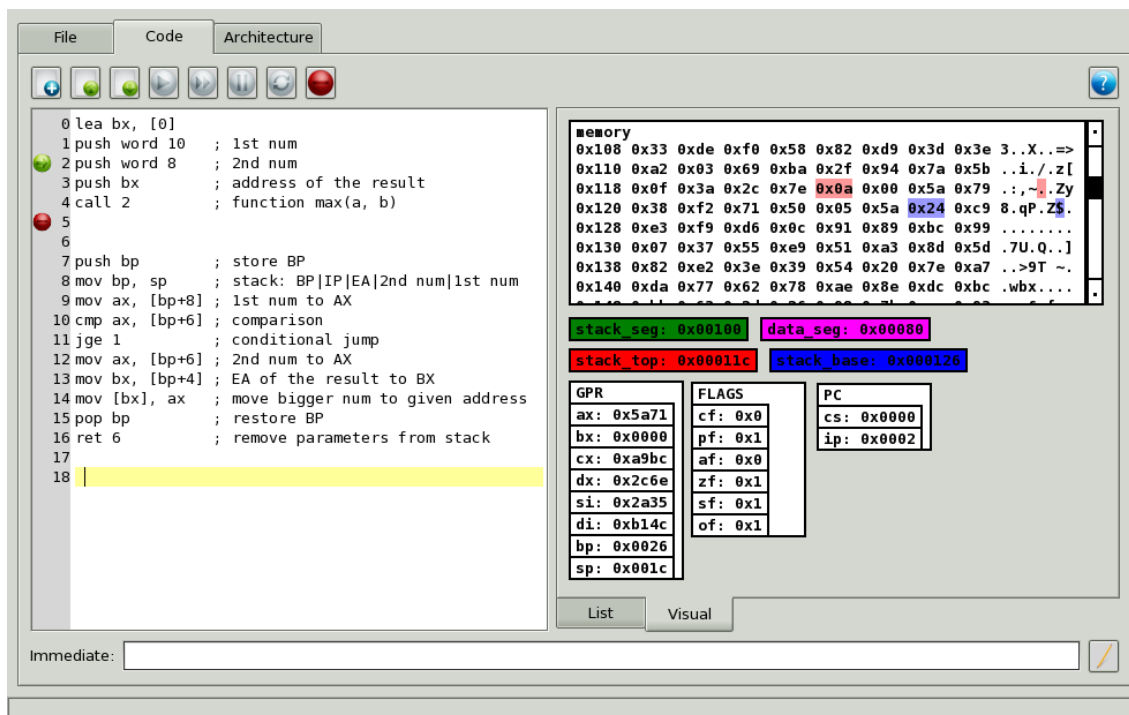 File Code Architecture
0 lea bx, [0]
1 push word 10 ; 1st num
2 push word 8 ; 2nd num
3 push bx ; address of the result
4 call 2 ; function max(a, b)
5
6
7 push bp ; store BP
8 mov bp, sp ; stack: BP|IP|EA|2nd num|1st num
9 mov ax, [bp+8] ; 1st num to AX
10 cmp ax, [bp+6] ; comparison
11 jge 1 ; conditional jump
12 mov ax, [bp+6] ; 2nd num to AX
13 mov bx, [bp+4] ; EA of the result to BX
14 mov [bx], ax ; move bigger num to given address
15 pop bp ; restore BP
16 ret 6 ; remove parameters from stack
17
18
memory
0x108 0x33 0xde 0xf0 0x58 0x82 0xd9 0x3d 0x3e 3..X..=>
0x110 0xa2 0x03 0x69 0xba 0x2f 0x94 0x7a 0x5b ..i./.z[
0x118 0x0f 0x3a 0x2c 0x7e 0x0a 0x00 0x5a 0x79 .:,~..Zy
0x120 0x38 0xf2 0x71 0x50 0x05 0x5a 0x24 0xc9 8.qP.Z$.
0x128 0xe3 0xf9 0xd6 0x0c 0x91 0x89 0xbc 0x99 ........
0x130 0x07 0x37 0x55 0xe9 0x51 0xa3 0x8d 0x5d .7U.Q..]
0x138 0x82 0xe2 0x3e 0x39 0x54 0x20 0x7e 0xa7 ..>9T ~.
0x140 0xda 0x77 0x62 0x78 0xae 0x8e 0xdc 0xbc .wbx....
stack_seg: 0x00100 data_seg: 0x00080
stack_top: 0x00011c stack_base: 0x000126
GPR
ax: 0x5a71
bx: 0x0000
cx: 0xa9bc
dx: 0x2c6e
si: 0x2a35
di: 0xb14c
bp: 0x0026
sp: 0x001c
FLAGS
cf: 0x0
pf: 0x1
af: 0x0
zf: 0x1
sf: 0x1
of: 0x1
PC
cs: 0x0000
ip: 0x0002
List Visual
Immediate: